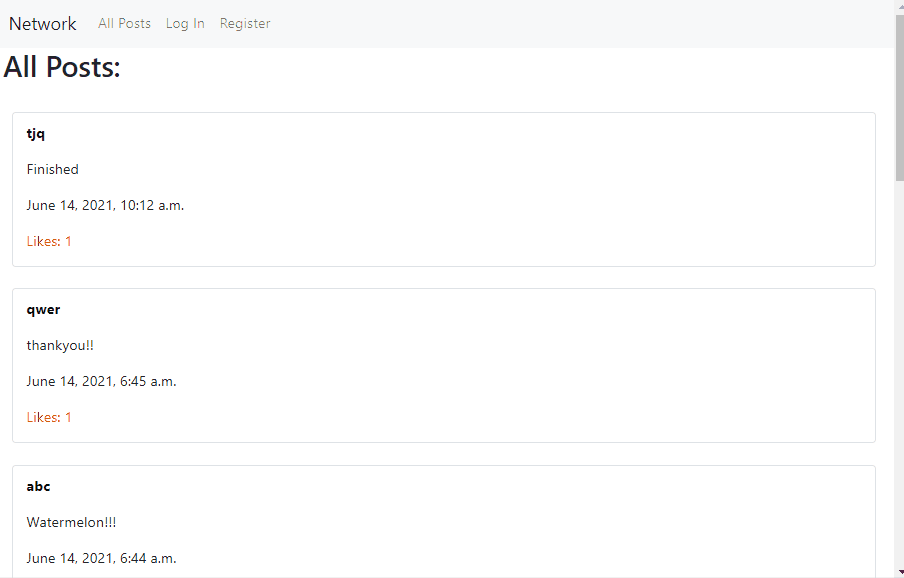 Network All Posts Log In Register
All Posts:
tjq
Finished
June 14, 2021, 10:12 a.m.
Likes: 1
qwer
thankyou!!
June 14, 2021, 6:45 a.m.
Likes: 1
abc
Watermelon!!!
June 14, 2021, 6:44 a.m.